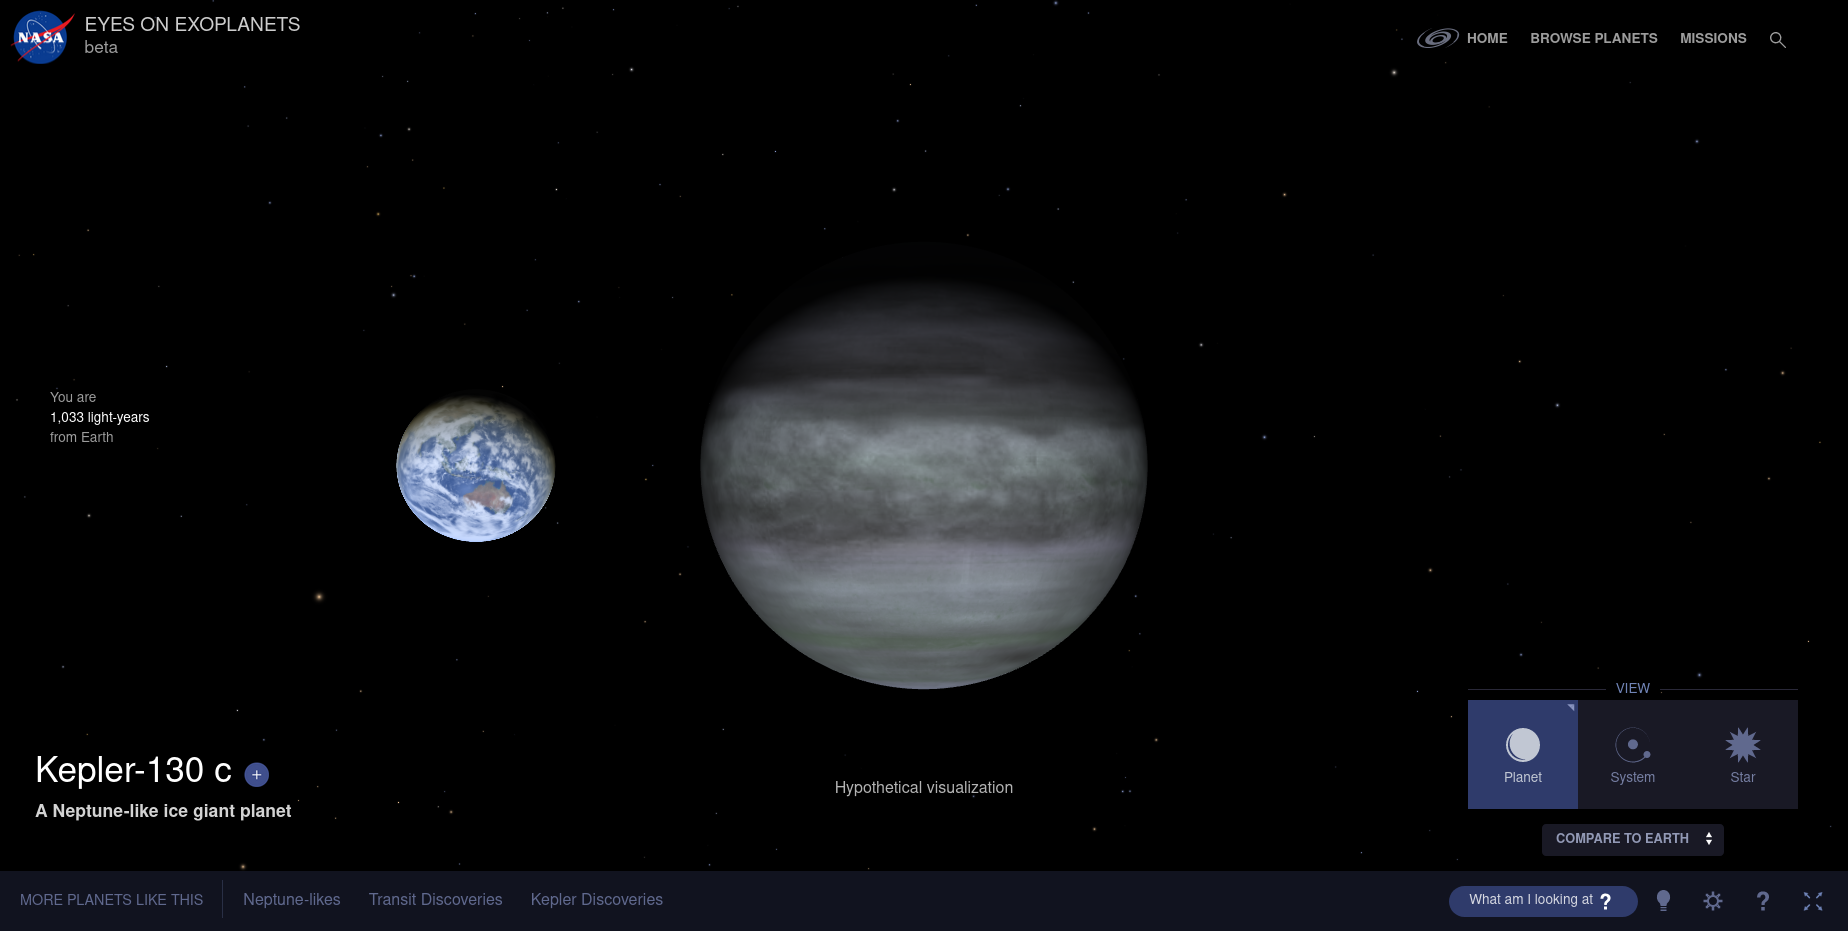 NASA
EYES ON EXOPLANETS
beta
HOME
BROWSE PLANETS
MISSIONS
You are
1,033 light-years
from Earth
Kepler-130 c +
A Neptune-like ice giant planet
Hypothetical visualization
VIEW
Planet
System
Star
COMPARE TO EARTH
MORE PLANETS LIKE THIS
Neptune-likes
Transit Discoveries
Kepler Discoveries
What am I looking at ?
?